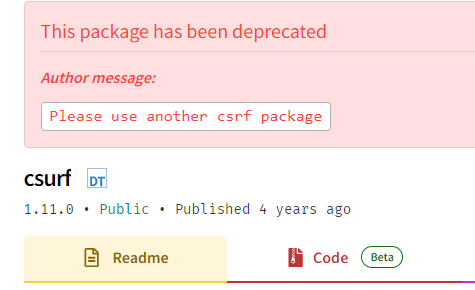 This package has been deprecated
Author message:
Please use another csrf package
csurf DT
1.11.0 • Public • Published 4 years ago
Readme Code Beta